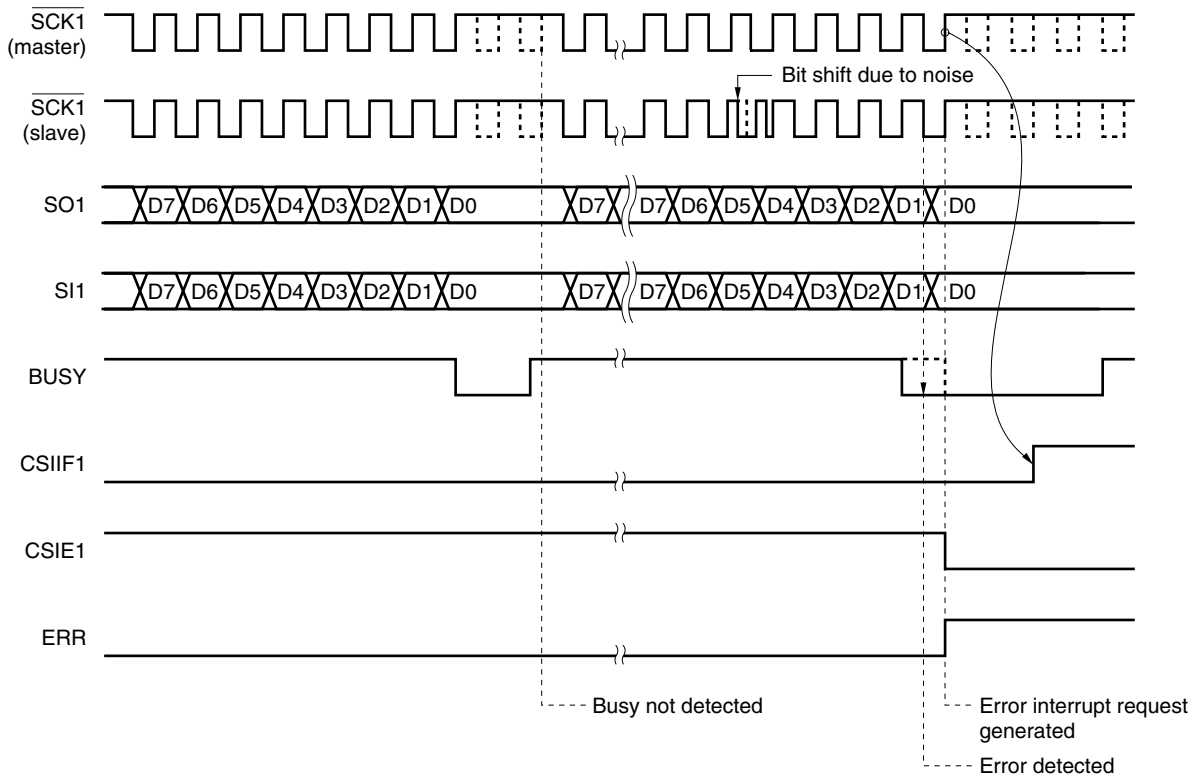 SCK1
(master)
Bit shift due to noise
SCK1
(slave)
SO1 D7 D6 D5 D4 D3 D2 D1 D0 D7 D7 D6 D5 D4 D3 D2 D1 D0
SI1 D7 D6 D5 D4 D3 D2 D1 D0 D7 D7 D6 D5 D4 D3 D2 D1 D0
BUSY
CSIIF1
CSIE1
ERR
Busy not detected
Error interrupt request
generated
Error detected